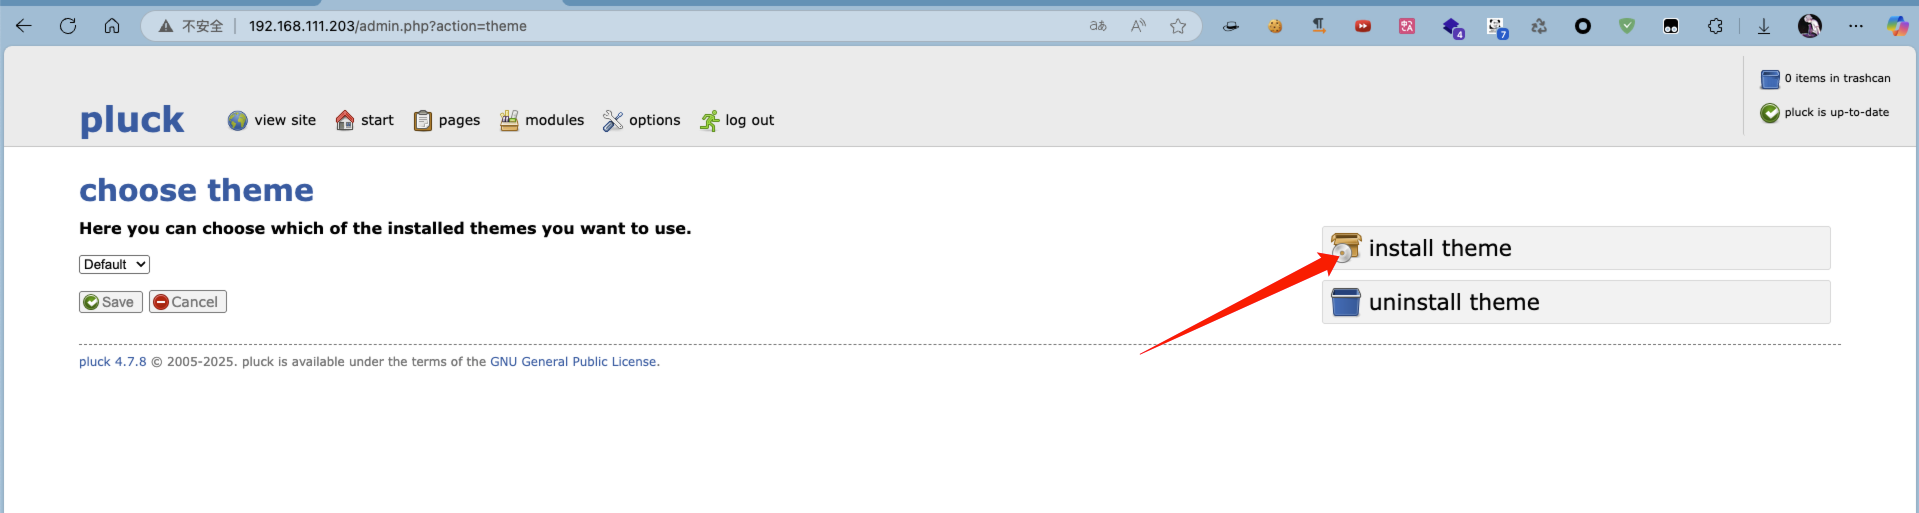 不安全 192.168.111.203/admin.php?action=theme
4
7
0 items in trashcan
pluck view site start pages modules options log out
pluck is up-to-date
choose theme
Here you can choose which of the installed themes you want to use.
install theme
Default
Save Cancel
uninstall theme
pluck 4.7.8 © 2005-2025. pluck is available under the terms of the GNU General Public License.